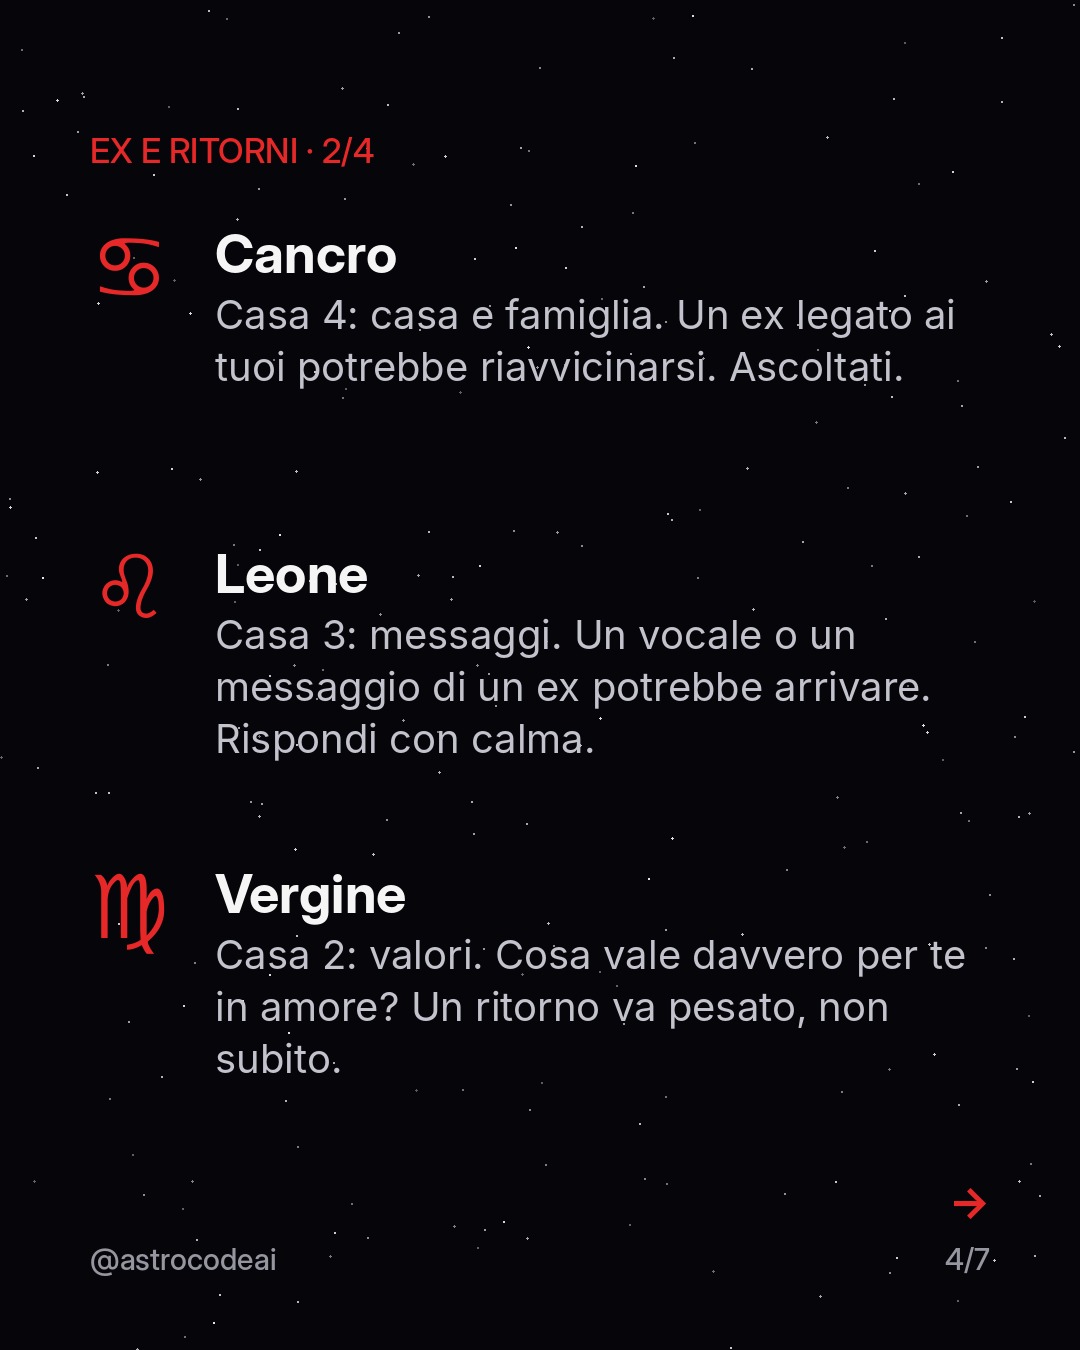 EX E RITORNI · 2/4
♋ Cancro
Casa 4: casa e famiglia. Un ex legato ai
tuoi potrebbe riavvicinarsi. Ascoltati.
♌ Leone
Casa 3: messaggi. Un vocale o un
messaggio di un ex potrebbe arrivare.
Rispondi con calma.
♍ Vergine
Casa 2: valori. Cosa vale davvero per te
in amore? Un ritorno va pesato, non
subito.
→
@astrocodeai
4/7